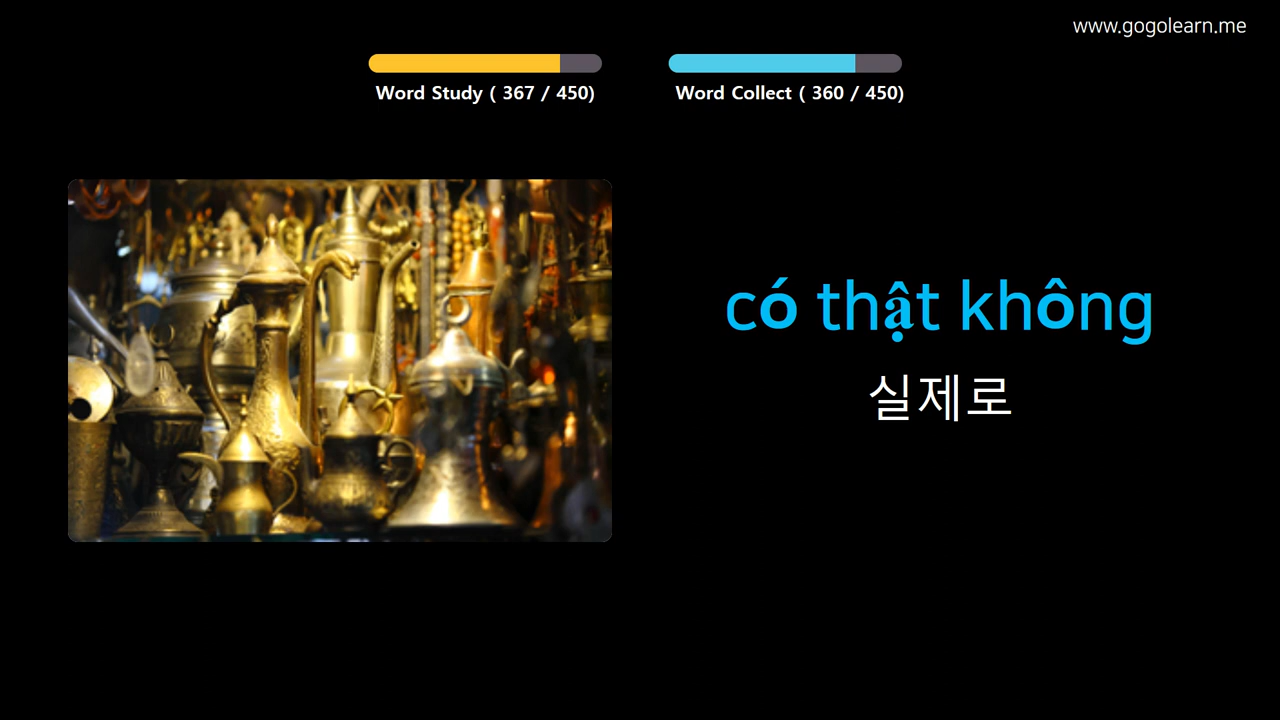 www.gogolearn.me
Word Study ( 367 / 450)
Word Collect ( 360 / 450)
có thật không
실제로